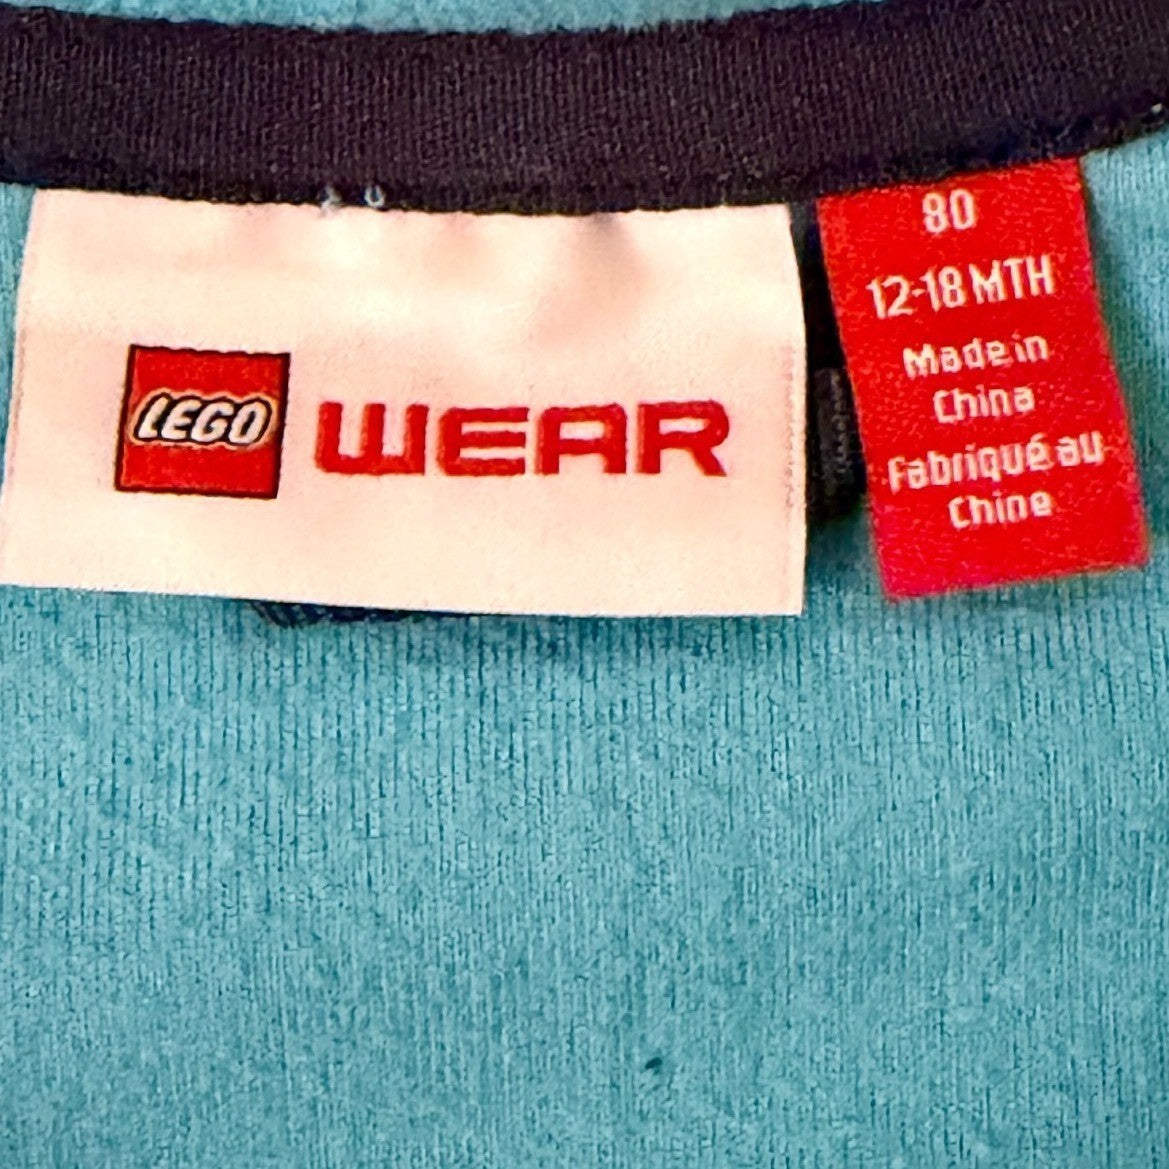 LEGO WEAR
80
12-18 MTH
Made in
China
Fabriqué au
Chine